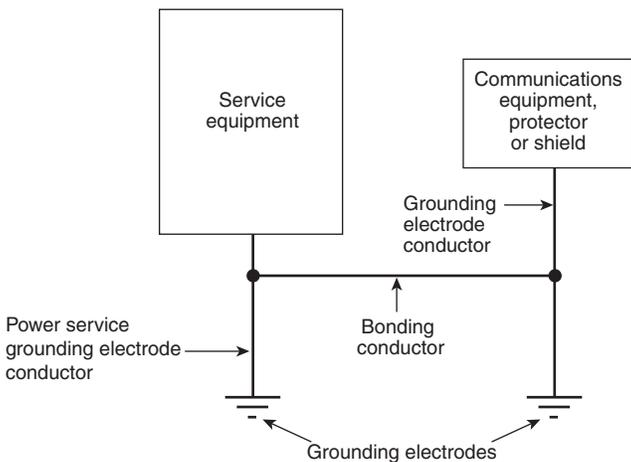 Service
equipment
Communications
equipment,
protector
or shield
Grounding
electrode
conductor
Power service
grounding electrode
conductor
Bonding
conductor
Grounding electrodes